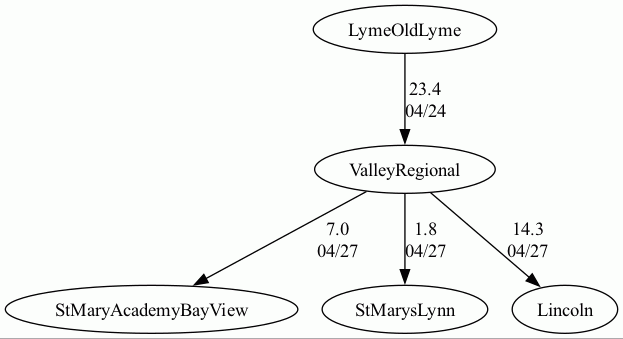 LymeOldLyme
23.4
04/24
ValleyRegional
7.0
04/27
1.8
04/27
14.3
04/27
StMaryAcademyBayView
StMarysLynn
Lincoln